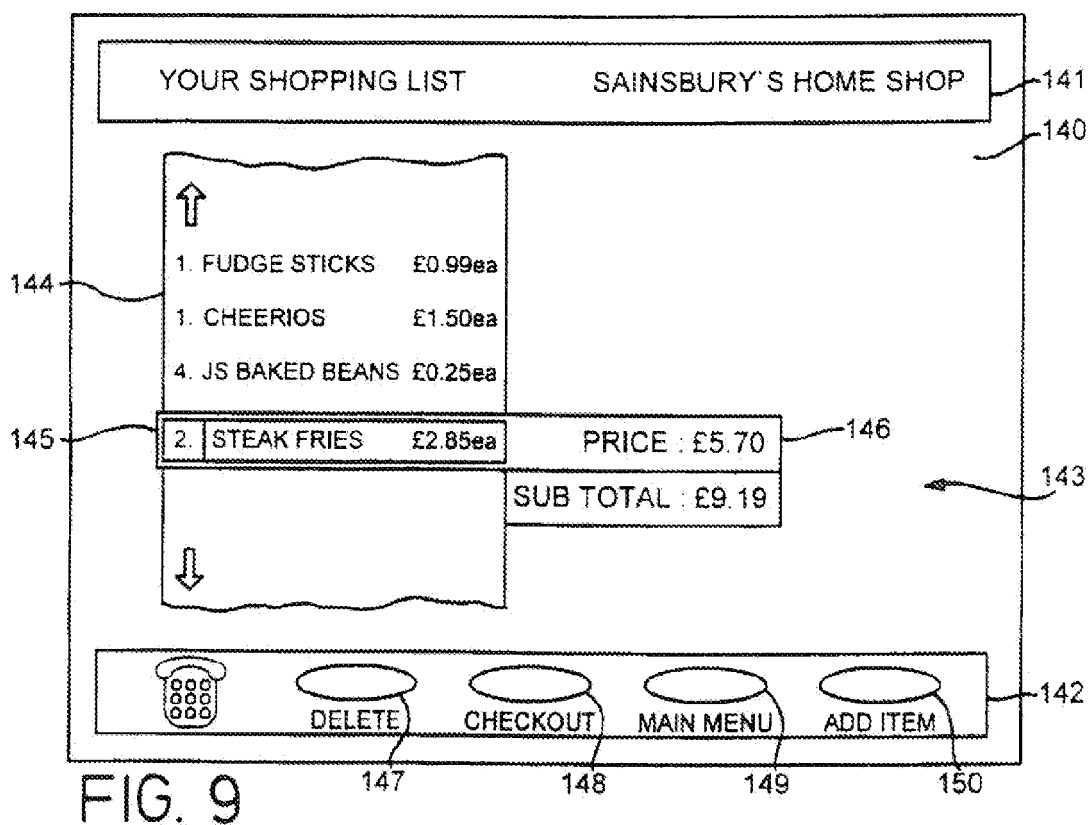 YOUR SHOPPING LIST SAINSBURY`S HOME SHOP
141
140
1. FUDGE STICKS £0.99ea
144
1. CHEERIOS £1.50ea
4. JS BAKED BEANS £0.25ea
145
2. STEAK FRIES £2.85ea PRICE : £5.70
146
143
SUB TOTAL : £9.19
142
DELETE CHECKOUT MAIN MENU ADD ITEM
147 148 149 150
FIG. 9